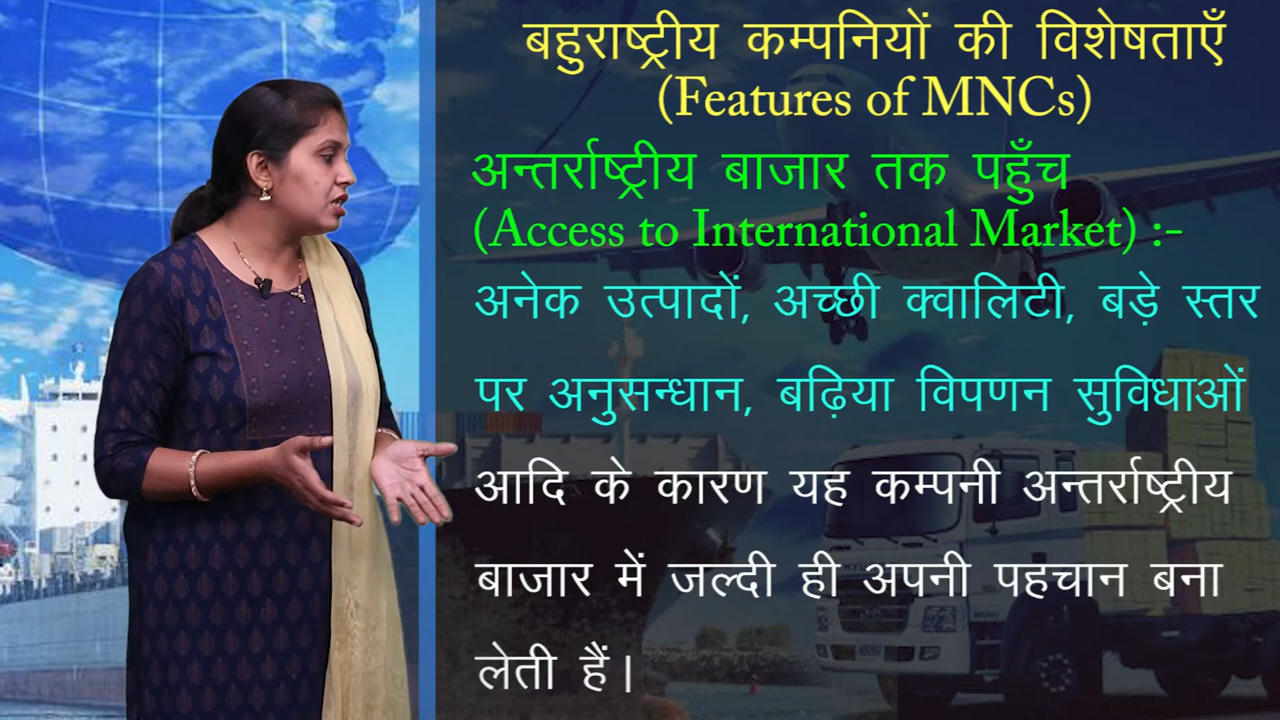 बहुराष्ट्रीय कम्पनियों की विशेषताएँ
(Features of MNCs)
अन्तर्राष्ट्रीय बाजार तक पहुँच
(Access to International Market) :-
अनेक उत्पादों, अच्छी क्वालिटी, बड़े स्तर
पर अनुसन्धान, बढ़िया विपणन सुविधाओं
आदि के कारण यह कम्पनी अन्तर्राष्ट्रीय
बाजार में जल्दी ही अपनी पहचान बना
लेती हैं।